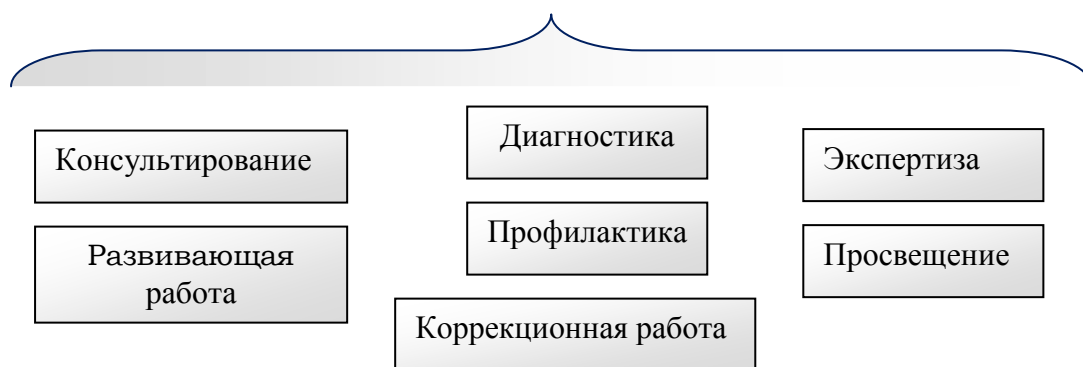 Консультирование
Развивающая
работа
Диагностика
Профилактика
Коррекционная работа
Экспертиза
Просвещение